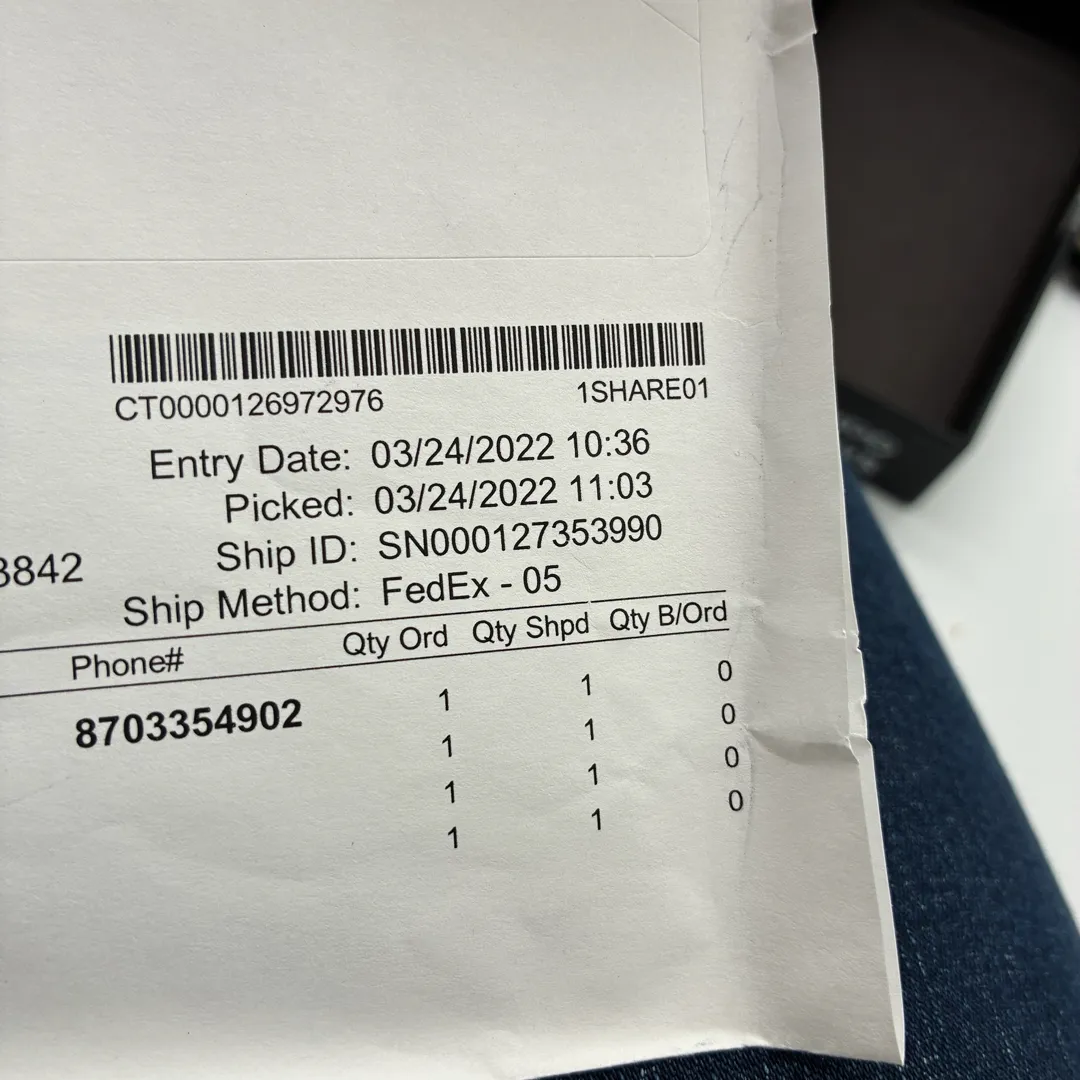 CT0000126972976 1SHARE01
Entry Date: 03/24/2022 10:36
Picked: 03/24/2022 11:03
Ship ID: SN000127353990
3842
Ship Method: FedEx - 05
Phone# Qty Ord Qty Shpd Qty B/Ord
8703354902 1 1 0
1 1 0
1 1 0
1 1 0